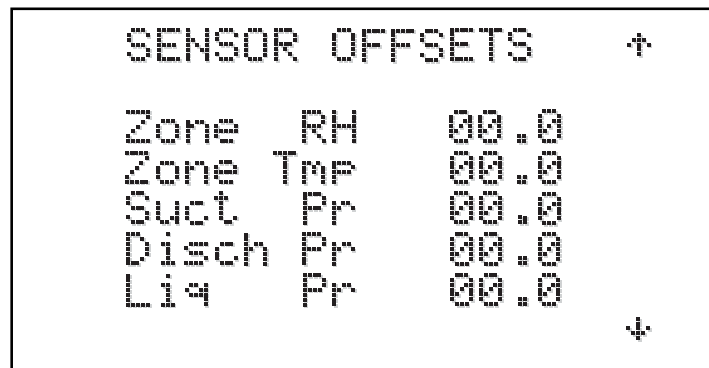 SENSOR OFFSETS ↑
Zone RH 00.0
Zone Tmp 00.0
Suct Pr 00.0
Disch Pr 00.0
Liq Pr 00.0
↓